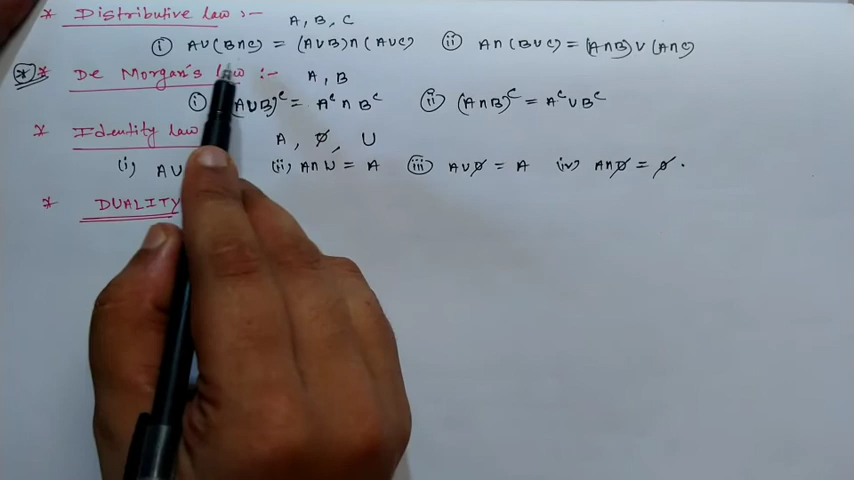 * Distributive law :- A, B, C
(i) A∪(B∩C) = (A∪B)∩(A∪C) (ii) A∩(B∪C) = (A∩B)∪(A∩C)
* * De Morgan's law :- A, B
(i) (A∪B)ᶜ = Aᶜ∩Bᶜ (ii) (A∩B)ᶜ = Aᶜ∪Bᶜ
* Identity law A, ∅, U
(i) A∪ (ii) A∩U = A (iii) A∪∅ = A (iv) A∩∅ = ∅.
* DUALITY